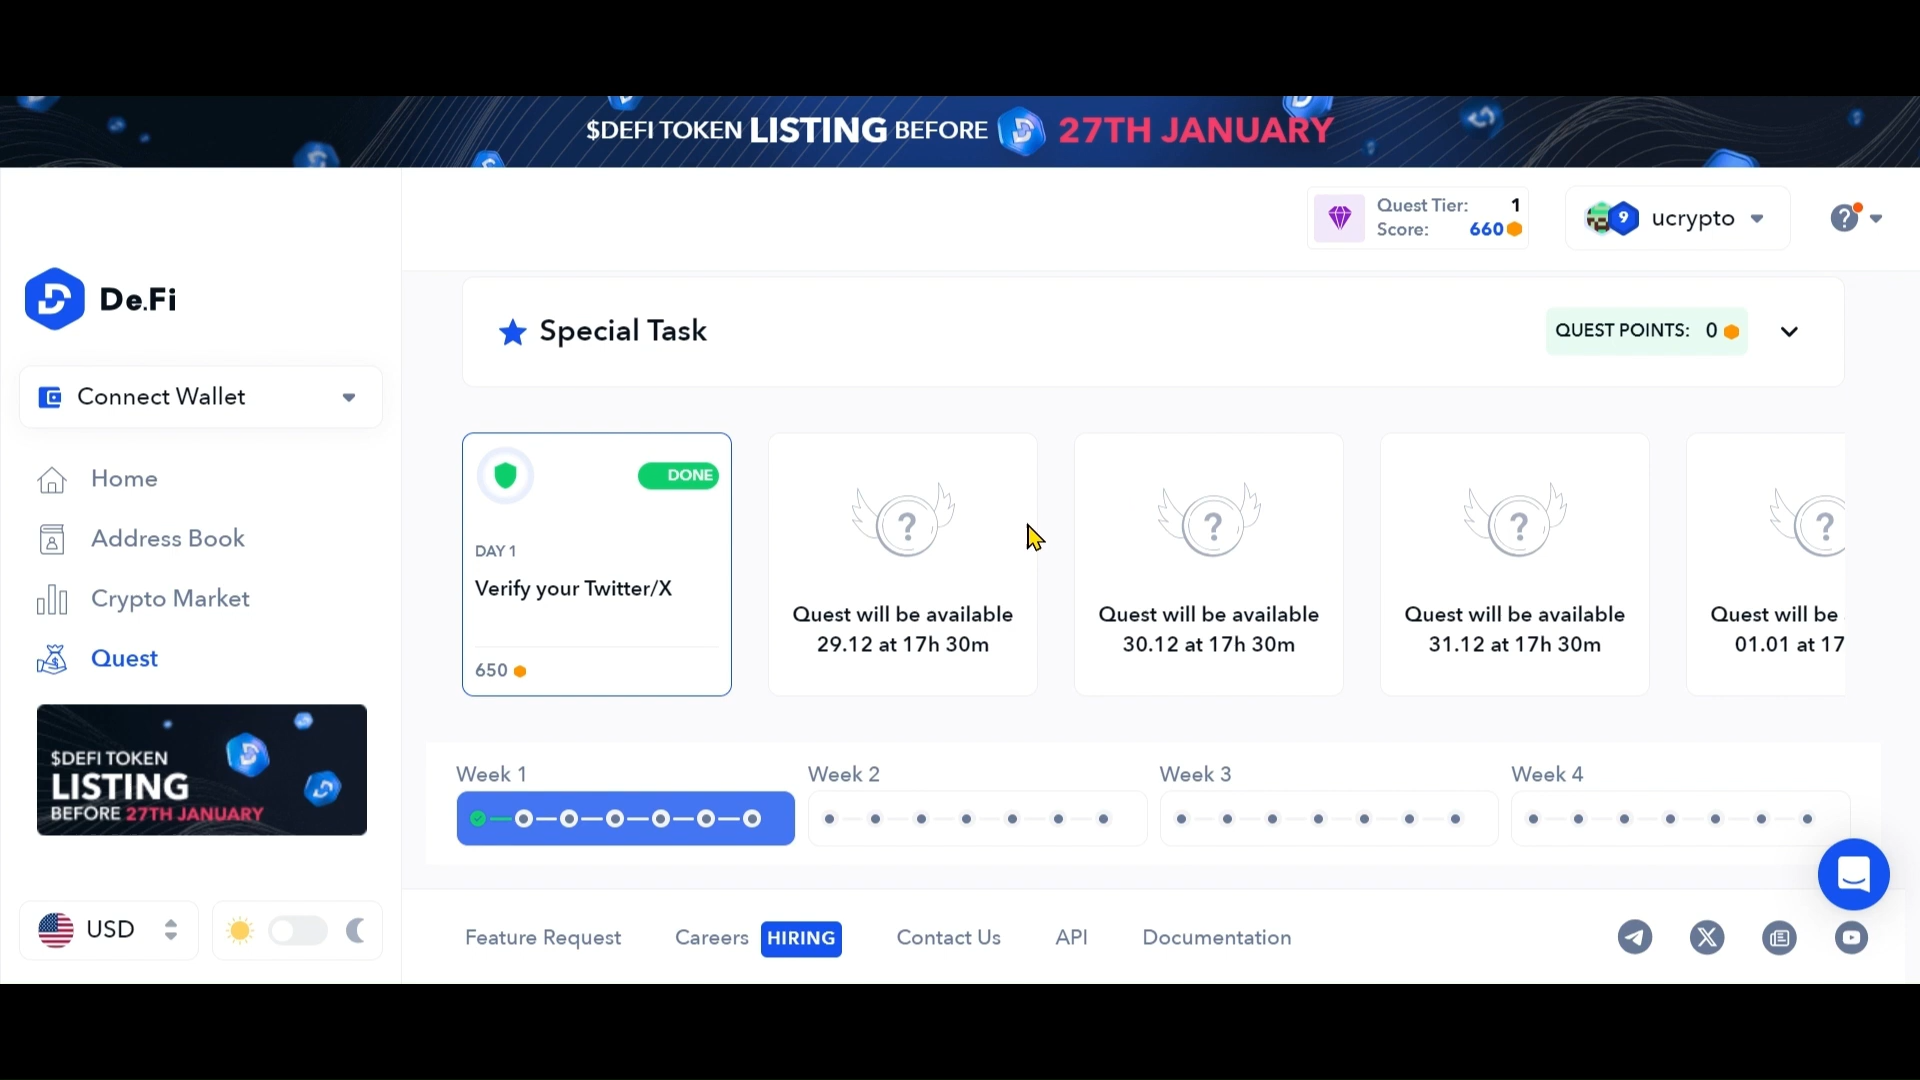 $DEFI TOKEN LISTING BEFORE 27TH JANUARY
Quest Tier: 1
Score: 660
9 ucrypto
?
De.Fi
Special Task
QUEST POINTS: 0
Connect Wallet
Home
Address Book
Crypto Market
Quest
DONE
DAY 1
Verify your Twitter/X
650
?
Quest will be available
29.12 at 17h 30m
?
Quest will be available
30.12 at 17h 30m
?
Quest will be available
31.12 at 17h 30m
?
Quest will be
01.01 at 17
$DEFI TOKEN
LISTING
BEFORE 27TH JANUARY
Week 1
Week 2
Week 3
Week 4
USD
Feature Request
Careers HIRING
Contact Us
API
Documentation